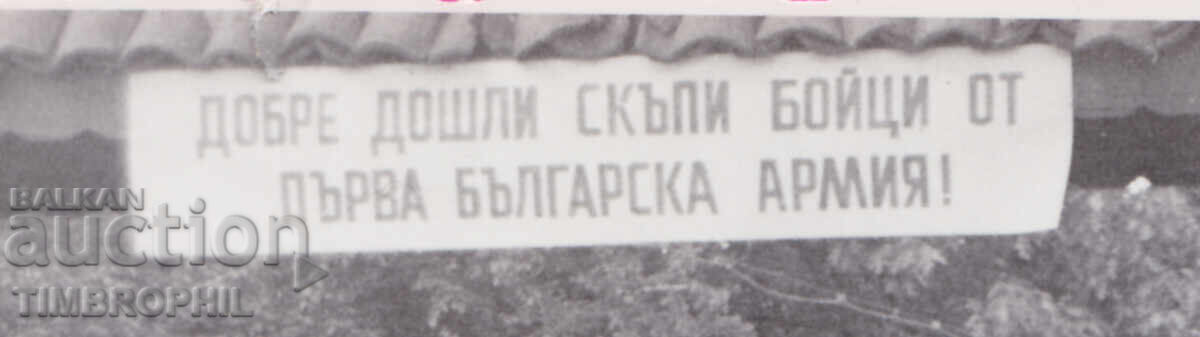 ДОБРЕ ДОШЛИ СКЪПИ БОЙЦИ ОТ
ПЪРВА БЪЛГАРСКА АРМИЯ!
BALKAN
auction
TIMBROPHIL